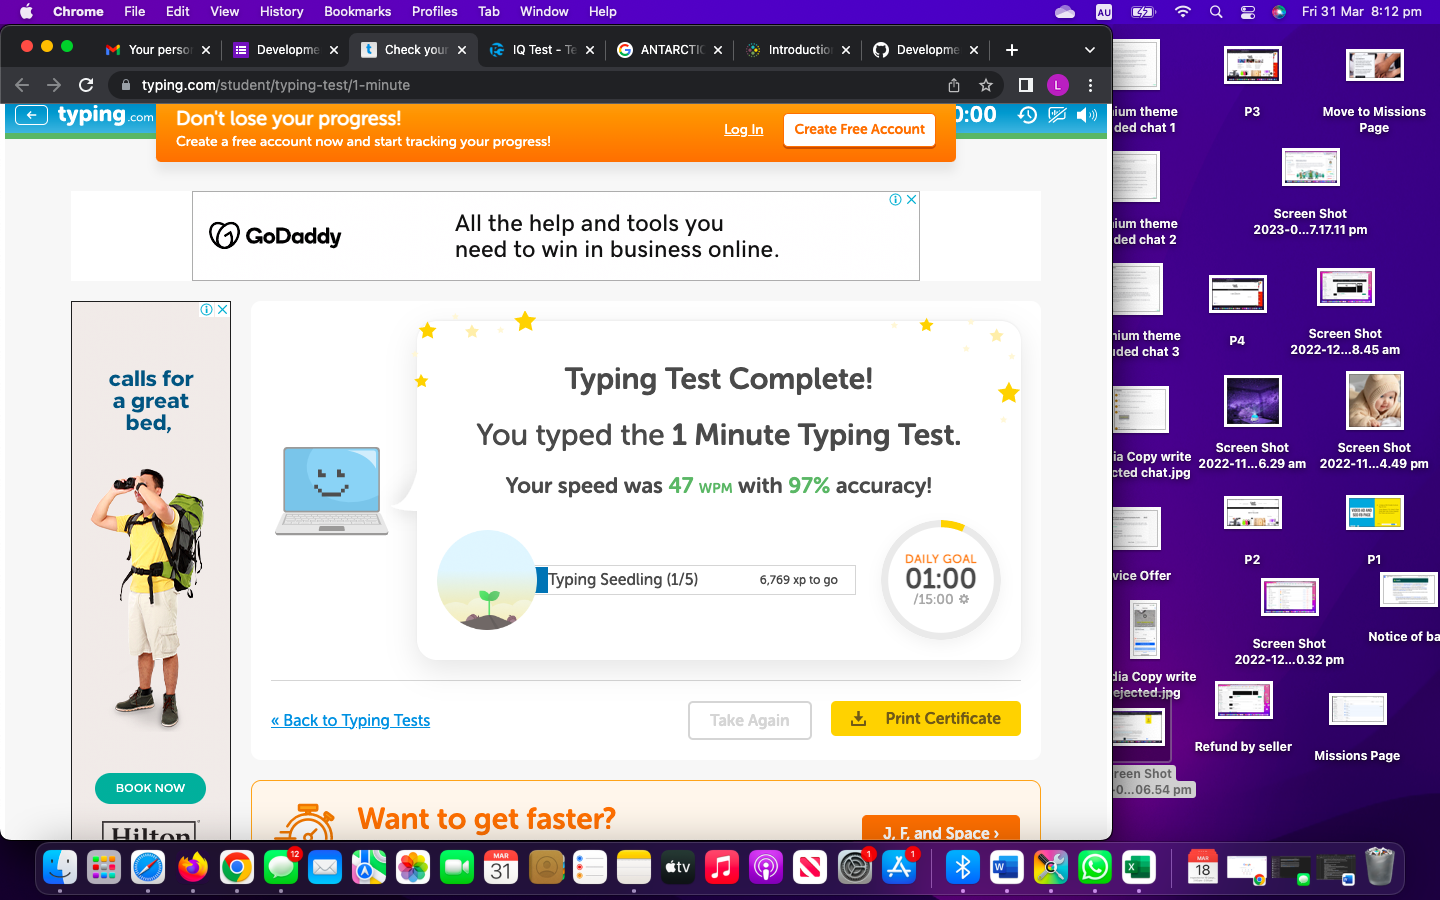 Chrome File Edit View History Bookmarks Profiles Tab Window Help
AU
Fri 31 Mar 8:12 pm
Your perso
Developme
Check your
IQ Test - Te
ANTARCTIC
Introduction
Developme
typing.com/student/typing-test/1-minute
L
typing.com
Don't lose your progress!
Create a free account now and start tracking your progress!
Log In
Create Free Account
0:00
GoDaddy
All the help and tools you
need to win in business online.
calls for
a great
bed,
BOOK NOW
Hilton
Typing Test Complete!
You typed the 1 Minute Typing Test.
Your speed was 47 WPM with 97% accuracy!
Typing Seedling (1/5)
6,769 xp to go
DAILY GOAL
01:00
/15:00
« Back to Typing Tests
Take Again
Print Certificate
Want to get faster?
J, F, and Space ›
nium theme
ded chat 1
P3
Move to Missions
Page
ium theme
ded chat 2
Screen Shot
2023-0...7.17.11 pm
nium theme
uded chat 3
P4
Screen Shot
2022-12...8.45 am
dia Copy write
cted chat.jpg
Screen Shot
2022-11...6.29 am
Screen Shot
2022-11...4.49 pm
P2
P1
vice Offer
Screen Shot
2022-12...0.32 pm
Notice of ba
dia Copy write
ejected.jpg
Refund by seller
Missions Page
reen Shot
-0...06.54 pm
12
MAR
31
tv
1
1
MAR
18